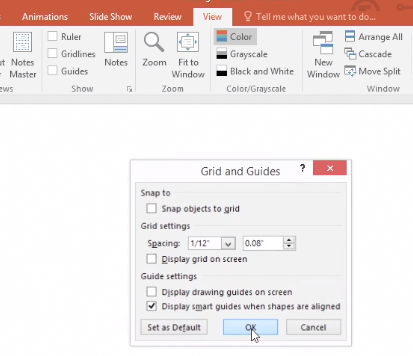 Animations Slide Show Review View Tell me what you want to do...
Notes
Master
Ruler
Gridlines
Guides
Notes
Zoom
Fit to
Window
Color
Grayscale
Black and White
New
Window
Arrange All
Cascade
Move Split
Show Zoom Color/Grayscale Window
Grid and Guides ?
Snap to
Snap objects to grid
Grid settings
Spacing: 1/12" 0.08"
Display grid on screen
Guide settings
Display drawing guides on screen
Display smart guides when shapes are aligned
Set as Default OK Cancel